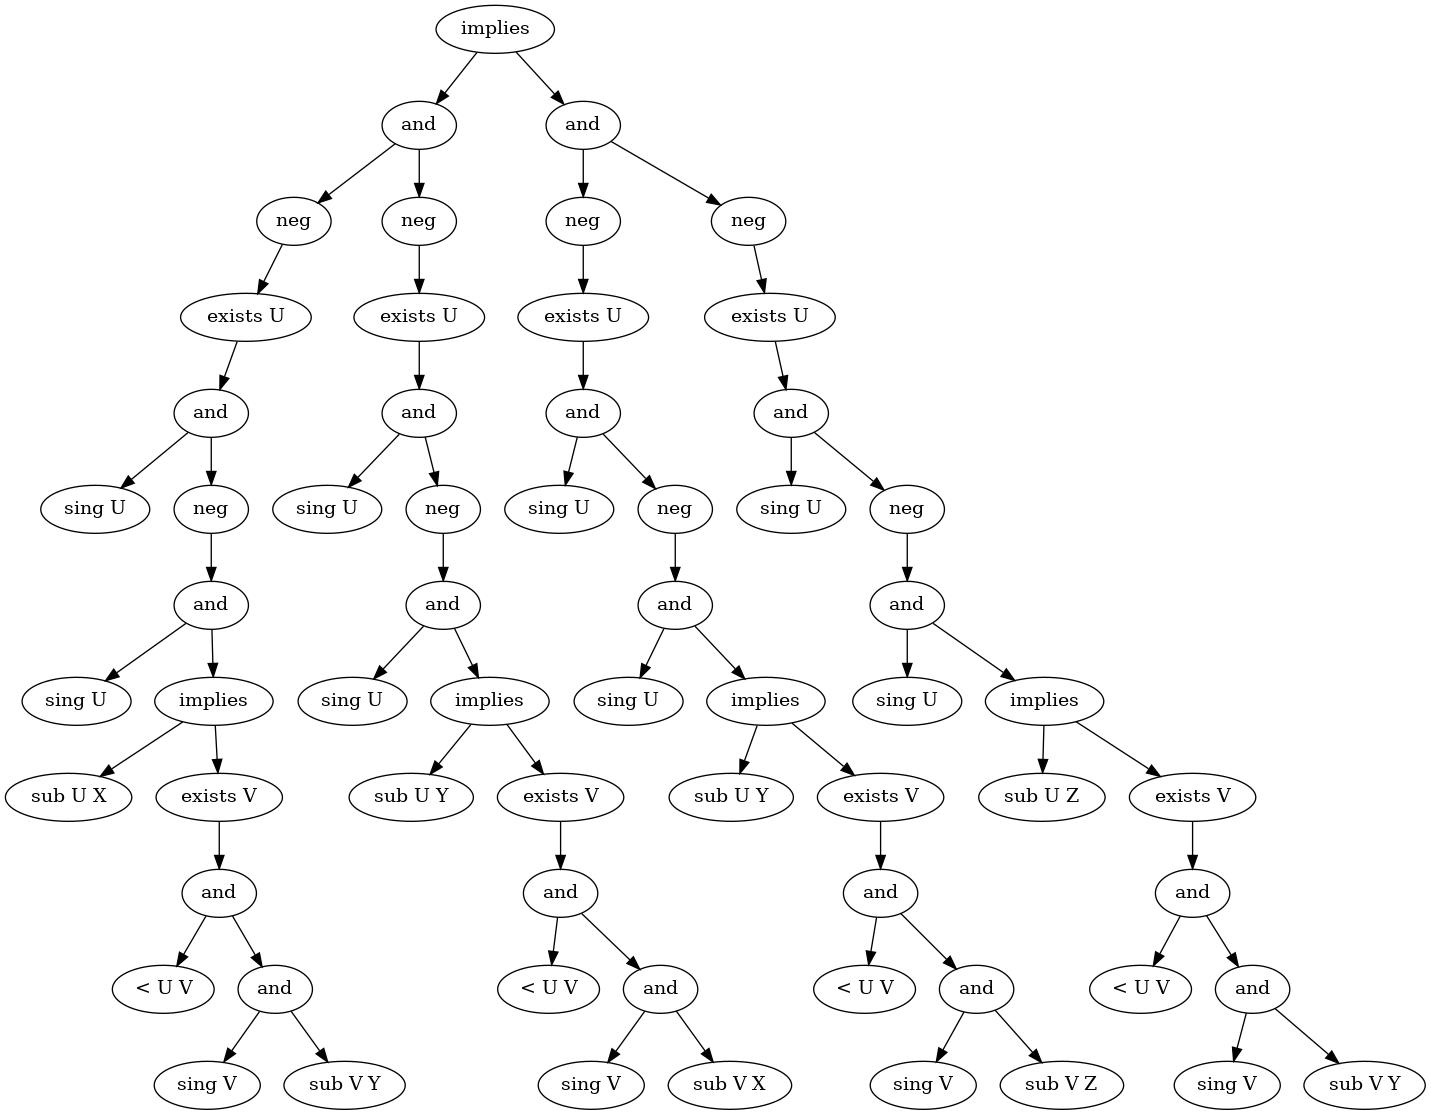 implies
and and
neg neg neg neg
exists U exists U exists U exists U
and and and and
sing U neg sing U neg sing U neg sing U neg
and and and and
sing U implies sing U implies sing U implies sing U implies
sub U X exists V sub U Y exists V sub U Y exists V sub U Z exists V
and and and and
< U V and < U V and < U V and < U V and
sing V sub V Y sing V sub V X sing V sub V Z sing V sub V Y